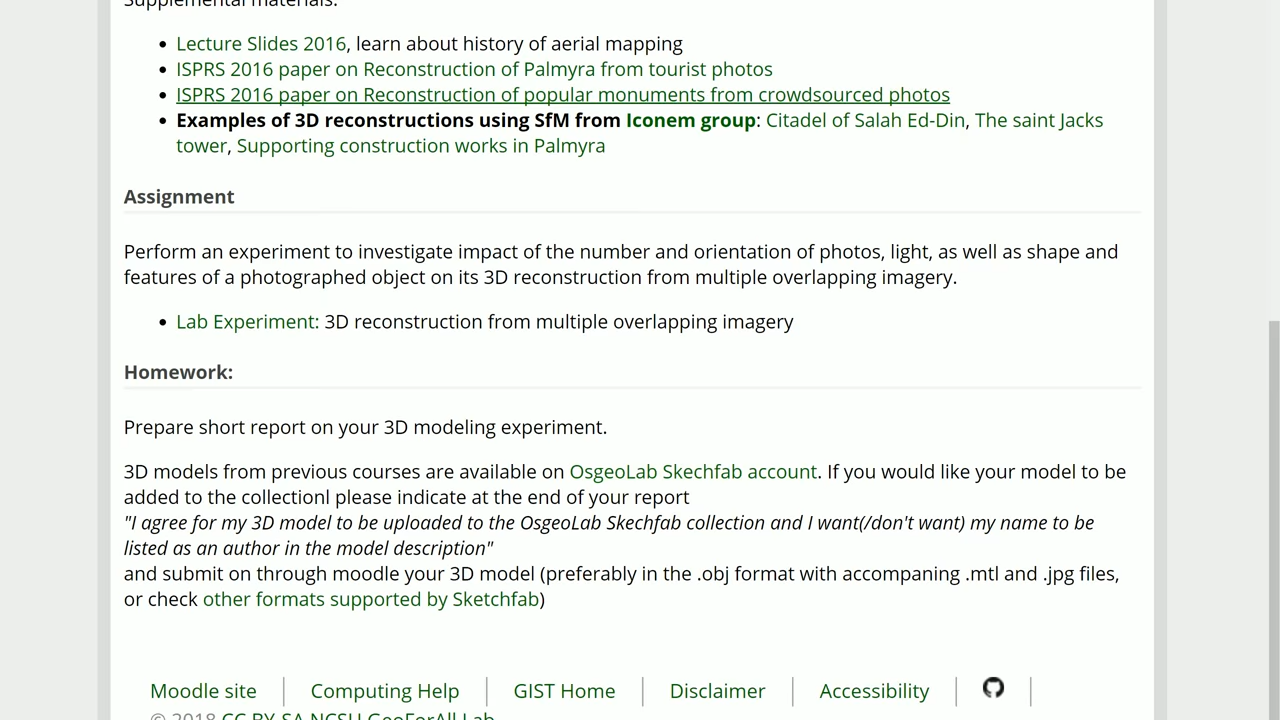 Supplemental materials:
Lecture Slides 2016, learn about history of aerial mapping
ISPRS 2016 paper on Reconstruction of Palmyra from tourist photos
ISPRS 2016 paper on Reconstruction of popular monuments from crowdsourced photos
Examples of 3D reconstructions using SfM from Iconem group: Citadel of Salah Ed-Din, The saint Jacks
tower, Supporting construction works in Palmyra
Assignment
Perform an experiment to investigate impact of the number and orientation of photos, light, as well as shape and
features of a photographed object on its 3D reconstruction from multiple overlapping imagery.
Lab Experiment: 3D reconstruction from multiple overlapping imagery
Homework:
Prepare short report on your 3D modeling experiment.
3D models from previous courses are available on OsgeoLab Skechfab account. If you would like your model to be
added to the collectionl please indicate at the end of your report
"I agree for my 3D model to be uploaded to the OsgeoLab Skechfab collection and I want(/don't want) my name to be
listed as an author in the model description"
and submit on through moodle your 3D model (preferably in the .obj format with accompaning .mtl and .jpg files,
or check other formats supported by Sketchfab)
Moodle site Computing Help GIST Home Disclaimer Accessibility
© 2018 CC BY-SA NCSU GeoForAll Lab